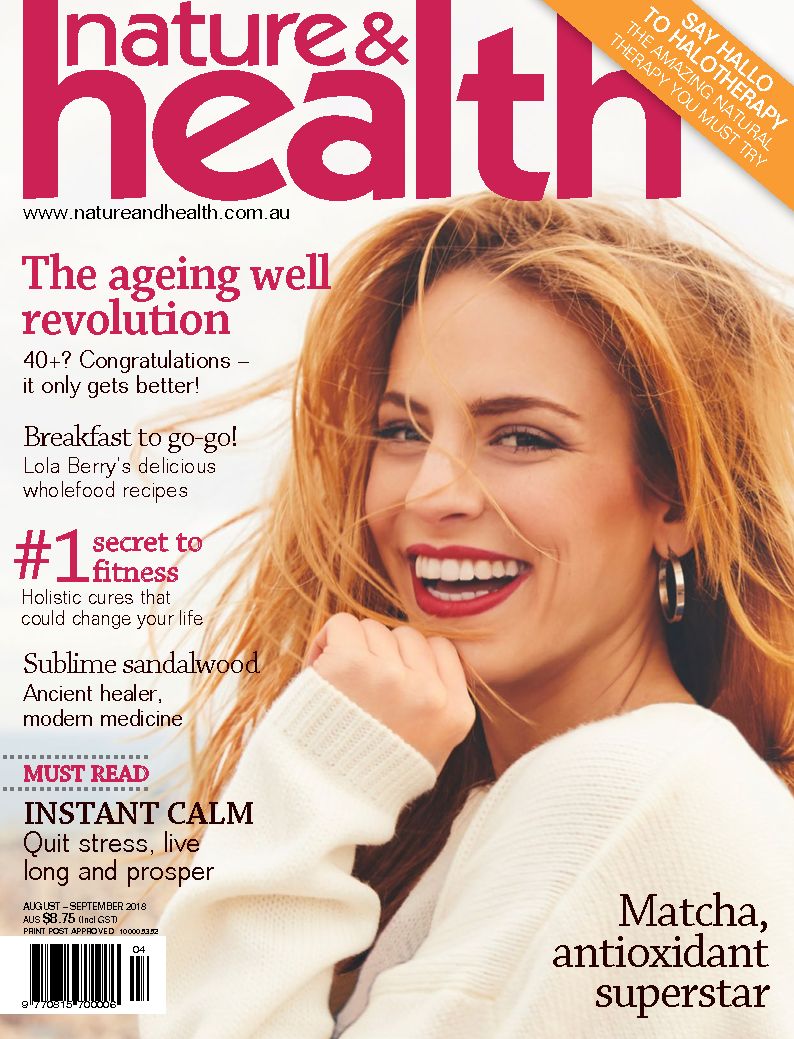 nature &
health
SAY HALLO
TO HALOTHERAPY
THE AMAZING NATURAL
THERAPY YOU MUST TRY
www.natureandhealth.com.au
The ageing well
revolution
40+? Congratulations –
it only gets better!
Breakfast to go-go!
Lola Berry's delicious
wholefood recipes
#1 secret to
fitness
Holistic cures that
could change your life
Sublime sandalwood
Ancient healer,
modern medicine
MUST READ
INSTANT CALM
Quit stress, live
long and prosper
AUGUST – SEPTEMBER 2018
AUS $8.75 (Incl GST)
PRINT POST APPROVED 100005352
04
9 770815 700006
Matcha,
antioxidant
superstar